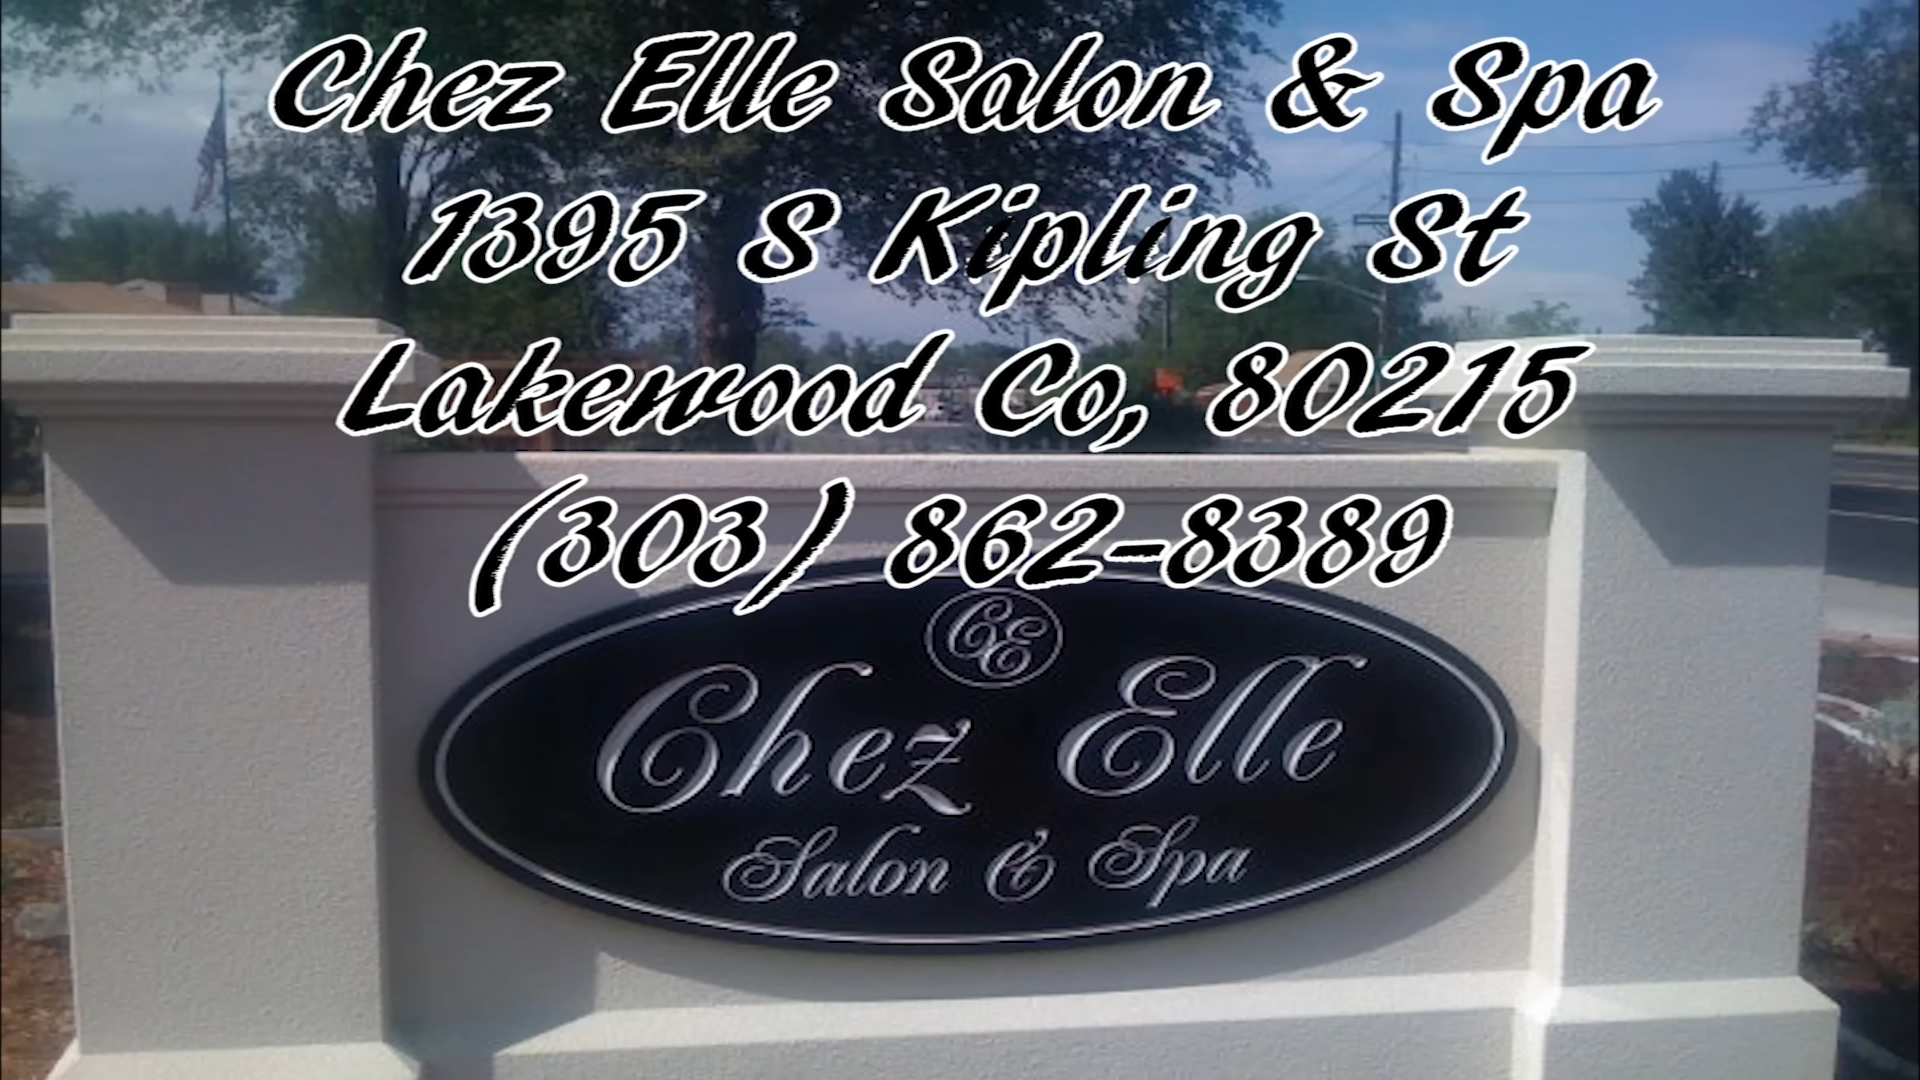 Chez Elle Salon & Spa
1395 S Kipling St
Lakewood Co, 80215
(303) 862-8389
CE
Chez Elle
Salon & Spa